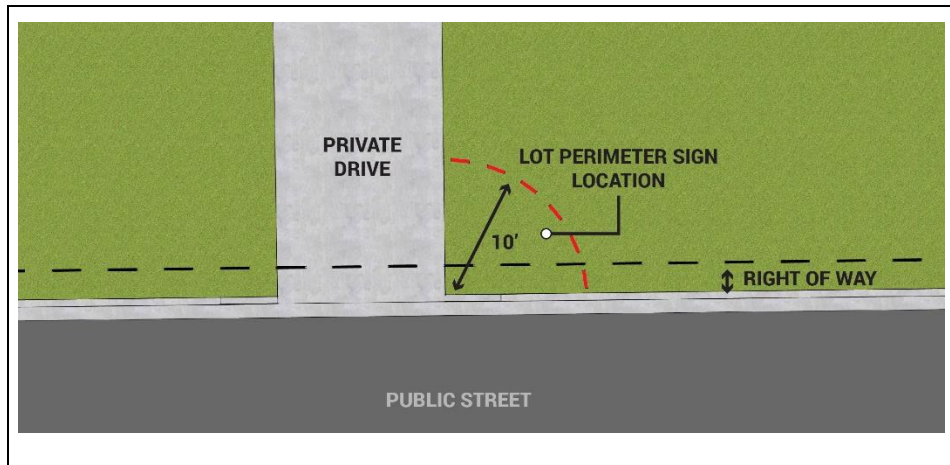 PRIVATE
DRIVE
LOT PERIMETER SIGN
LOCATION
10’
RIGHT OF WAY
PUBLIC STREET